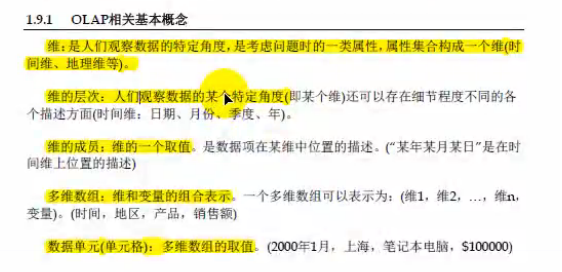 1.9.1 OLAP相关基本概念
维:是人们观察数据的特定角度,是考虑问题时的一类属性,属性集合构成一个维(时
间维、地理维等)。
维的层次:人们观察数据的某个特定角度(即某个维)还可以存在细节程度不同的各
个描述方面(时间维:日期、月份、季度、年)。
维的成员:维的一个取值。是数据项在某维中位置的描述。(“某年某月某日”是在时
间维上位置的描述)
多维数组:维和变量的组合表示。一个多维数组可以表示为:(维1,维2,…,维n,
变量)。(时间,地区,产品,销售额)
数据单元(单元格):多维数组的取值。(2000年1月,上海,笔记本电脑,$100000)